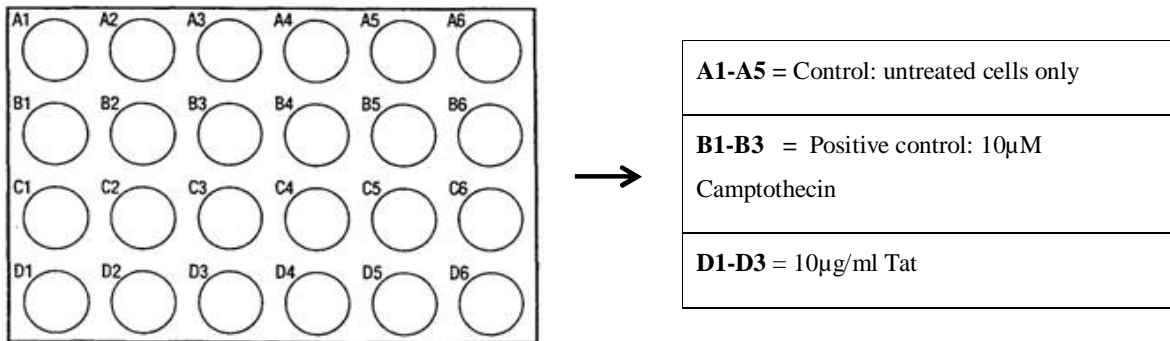 A1 A2 A3 A4 A5 A6
B1 B2 B3 B4 B5 B6
C1 C2 C3 C4 C5 C6
D1 D2 D3 D4 D5 D6
A1-A5 = Control: untreated cells only
B1-B3 = Positive control: 10µM
Camptothecin
D1-D3 = 10µg/ml Tat